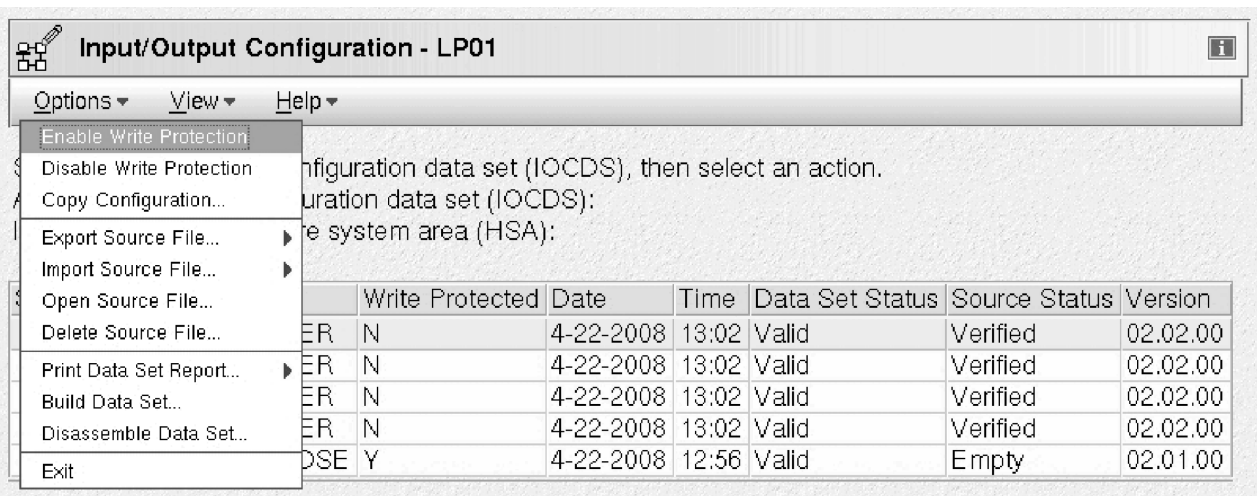 Input/Output Configuration - LP01
Options View Help
Enable Write Protection
Disable Write Protection
Copy Configuration...
Export Source File...
Import Source File...
Open Source File...
Delete Source File...
Print Data Set Report...
Build Data Set...
Disassemble Data Set...
Exit
nfiguration data set (IOCDS), then select an action.
uration data set (IOCDS):
re system area (HSA):
Write Protected Date Time Data Set Status Source Status Version
ER N 4-22-2008 13:02 Valid Verified 02.02.00
ER N 4-22-2008 13:02 Valid Verified 02.02.00
ER N 4-22-2008 13:02 Valid Verified 02.02.00
ER N 4-22-2008 13:02 Valid Verified 02.02.00
OSE Y 4-22-2008 12:56 Valid Empty 02.01.00